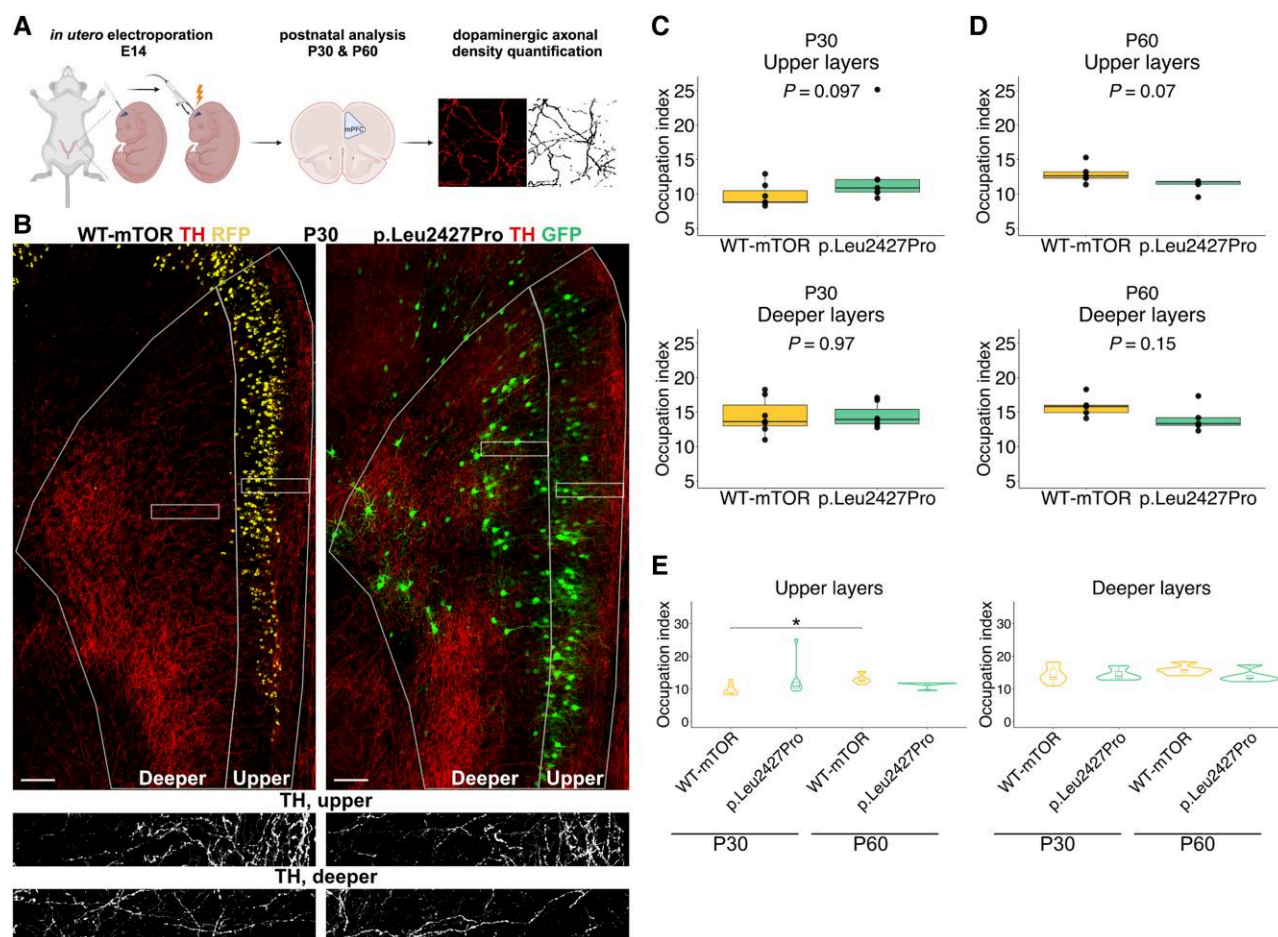 A
in utero electroporation
E14
postnatal analysis
P30 & P60
dopaminergic axonal
density quantification
mPFC
B
WT-mTOR TH RFP P30 p.Leu2427Pro TH GFP
Deeper Upper
Deeper Upper
TH, upper
TH, deeper
C
P30
Upper layers
P = 0.097
Occupation index
25
20
15
10
5
WT-mTOR p.Leu2427Pro
P30
Deeper layers
P = 0.97
Occupation index
25
20
15
10
5
WT-mTOR p.Leu2427Pro
D
P60
Upper layers
P = 0.07
Occupation index
25
20
15
10
5
WT-mTOR p.Leu2427Pro
P60
Deeper layers
P = 0.15
Occupation index
25
20
15
10
5
WT-mTOR p.Leu2427Pro
E
Upper layers
*
Occupation index
30
20
10
0
WT-mTOR
p.Leu2427Pro
WT-mTOR
p.Leu2427Pro
P30 P60
Deeper layers
Occupation index
30
20
10
0
WT-mTOR
p.Leu2427Pro
WT-mTOR
p.Leu2427Pro
P30 P60